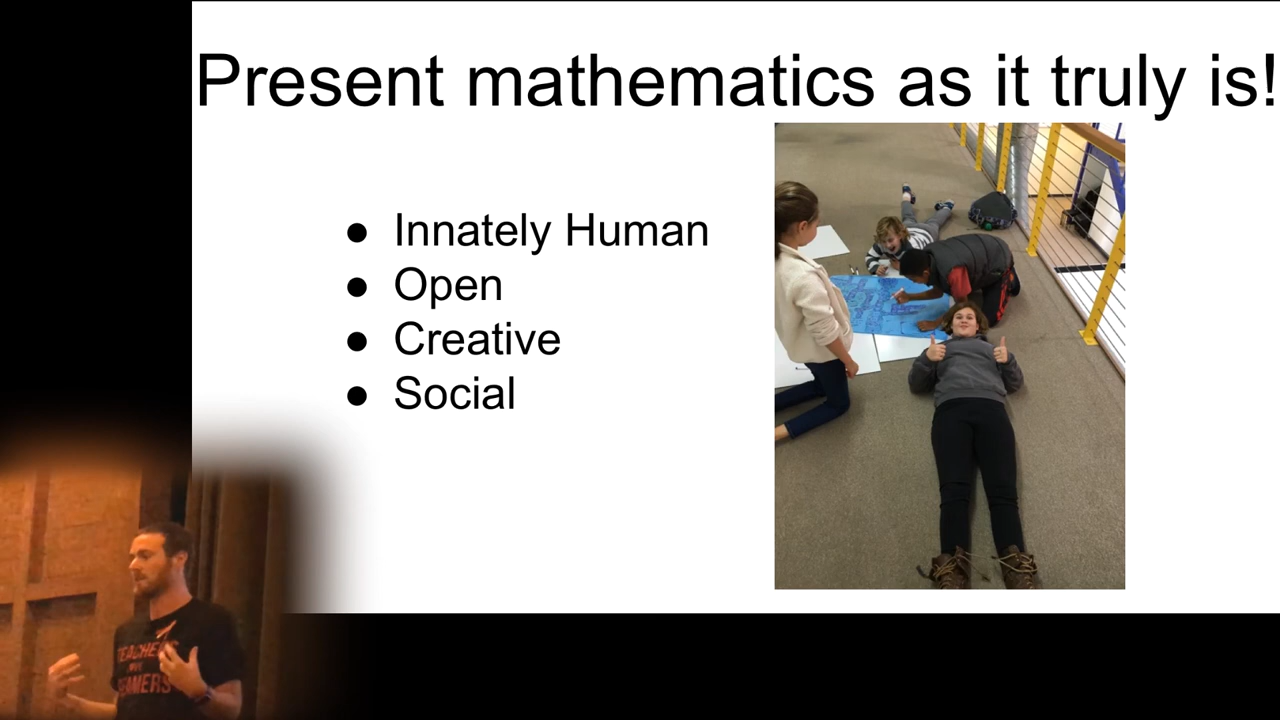 Present mathematics as it truly is!
● Innately Human
● Open
● Creative
● Social